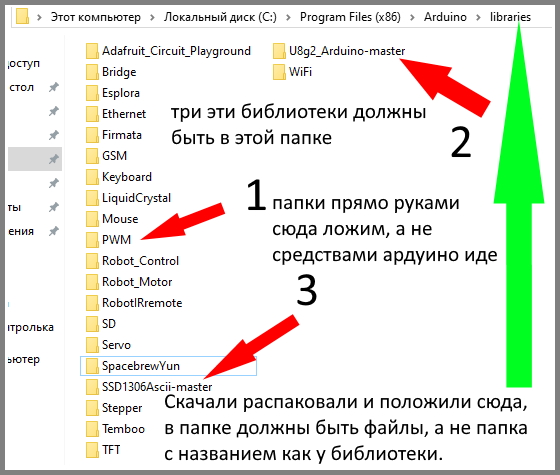 Этот компьютер > Локальный диск (C:) > Program Files (x86) > Arduino > libraries
доступ
стол
ты
ения
нтролька
ьютер
Adafruit_Circuit_Playground
Bridge
Esplora
Ethernet
Firmata
GSM
Keyboard
LiquidCrystal
Mouse
PWM
Robot_Control
Robot_Motor
RobotIRremote
SD
Servo
SpacebrewYun
SSD1306Ascii-master
Stepper
Temboo
TFT
U8g2_Arduino-master
WiFi
три эти библиотеки должны
быть в этой папке
2
1
папки прямо руками
сюда ложим, а не
средствами ардуино иде
3
Скачали распаковали и положили сюда,
в папке должны быть файлы, а не папка
с названием как у библиотеки.